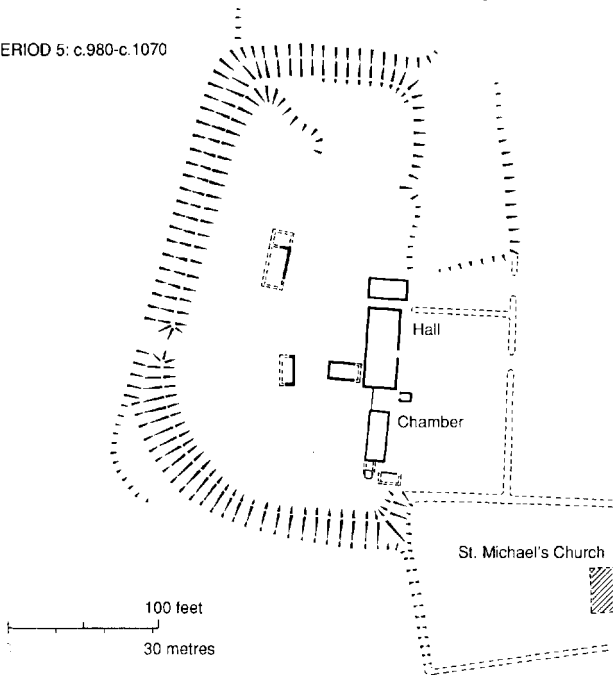 ERIOD 5: c.980-c.1070
Hall
Chamber
St. Michael's Church
100 feet
30 metres